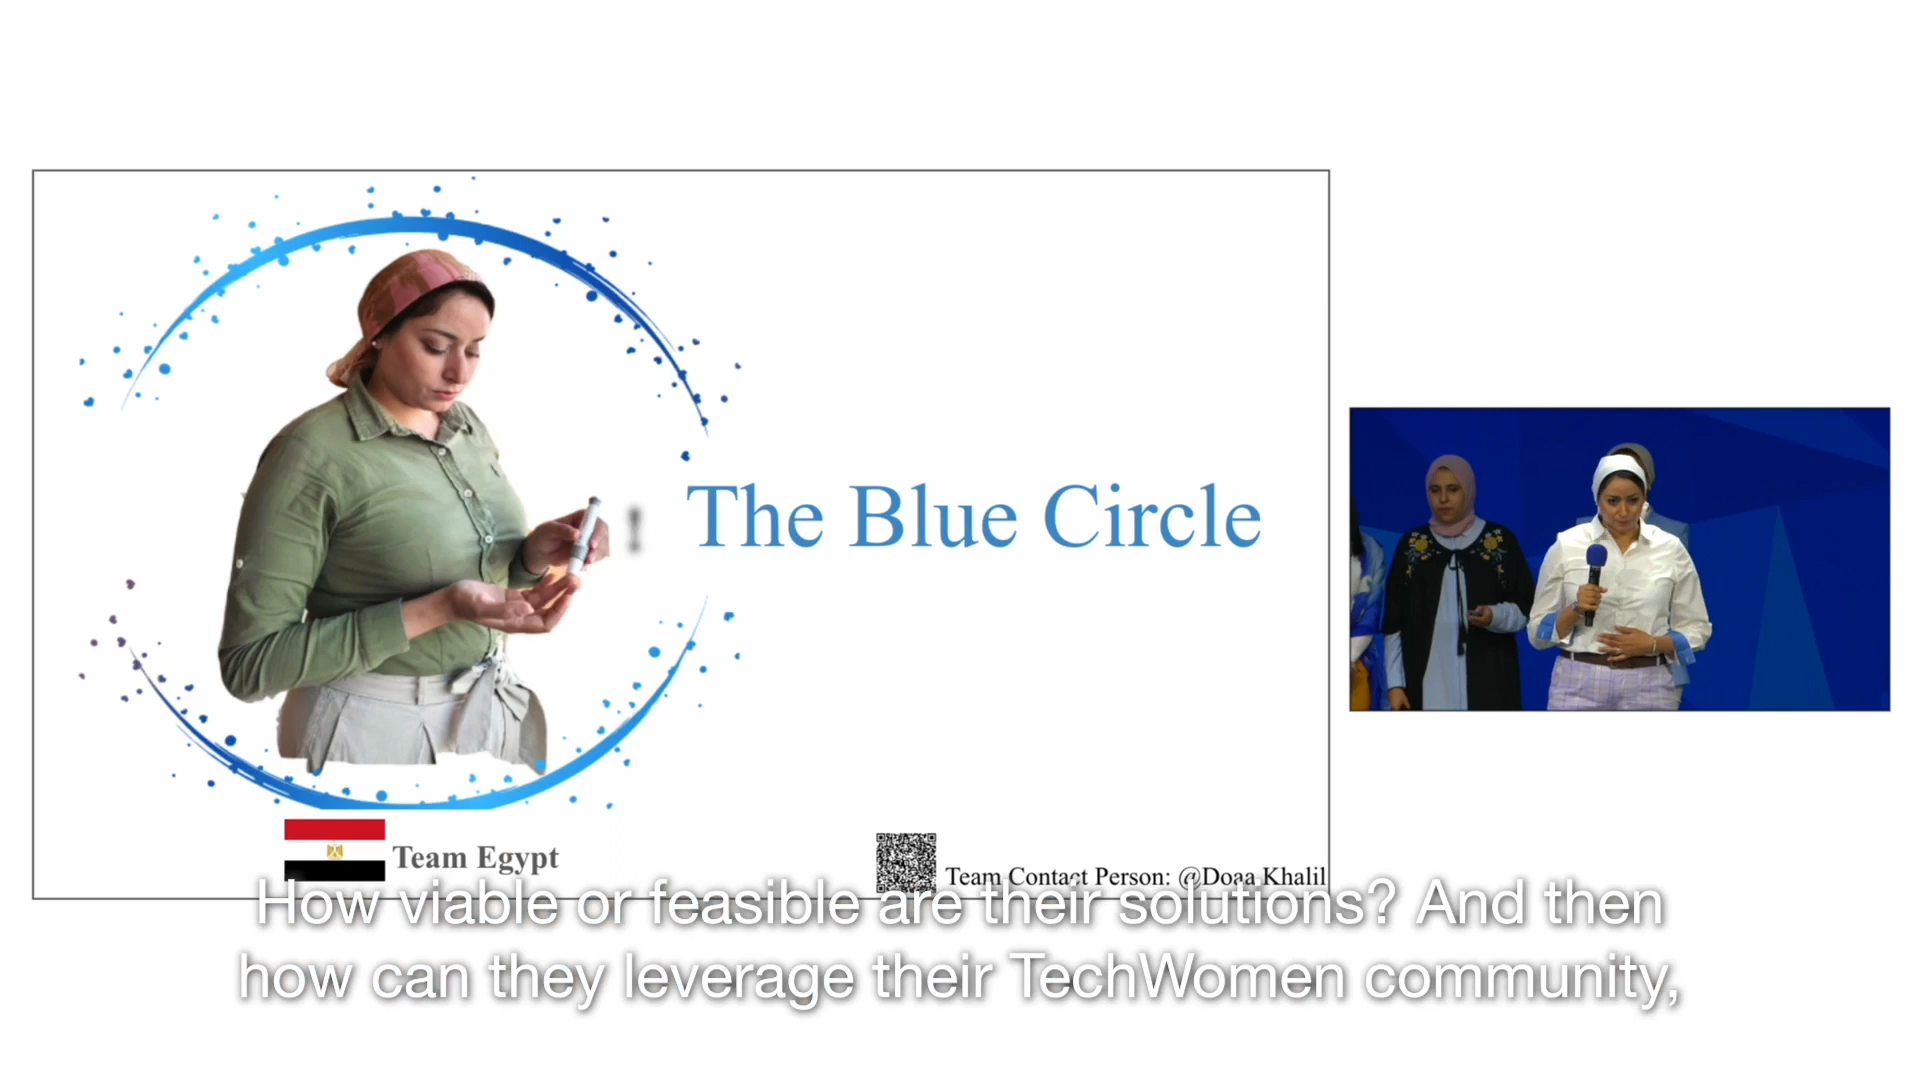 The Blue Circle
Team Egypt
Team Contact Person: @Doaa Khalil
How viable or feasible are their solutions? And then
how can they leverage their TechWomen community,